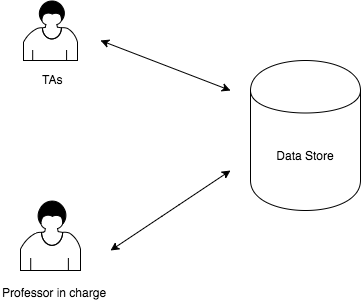 TAs
Data Store
Professor in charge